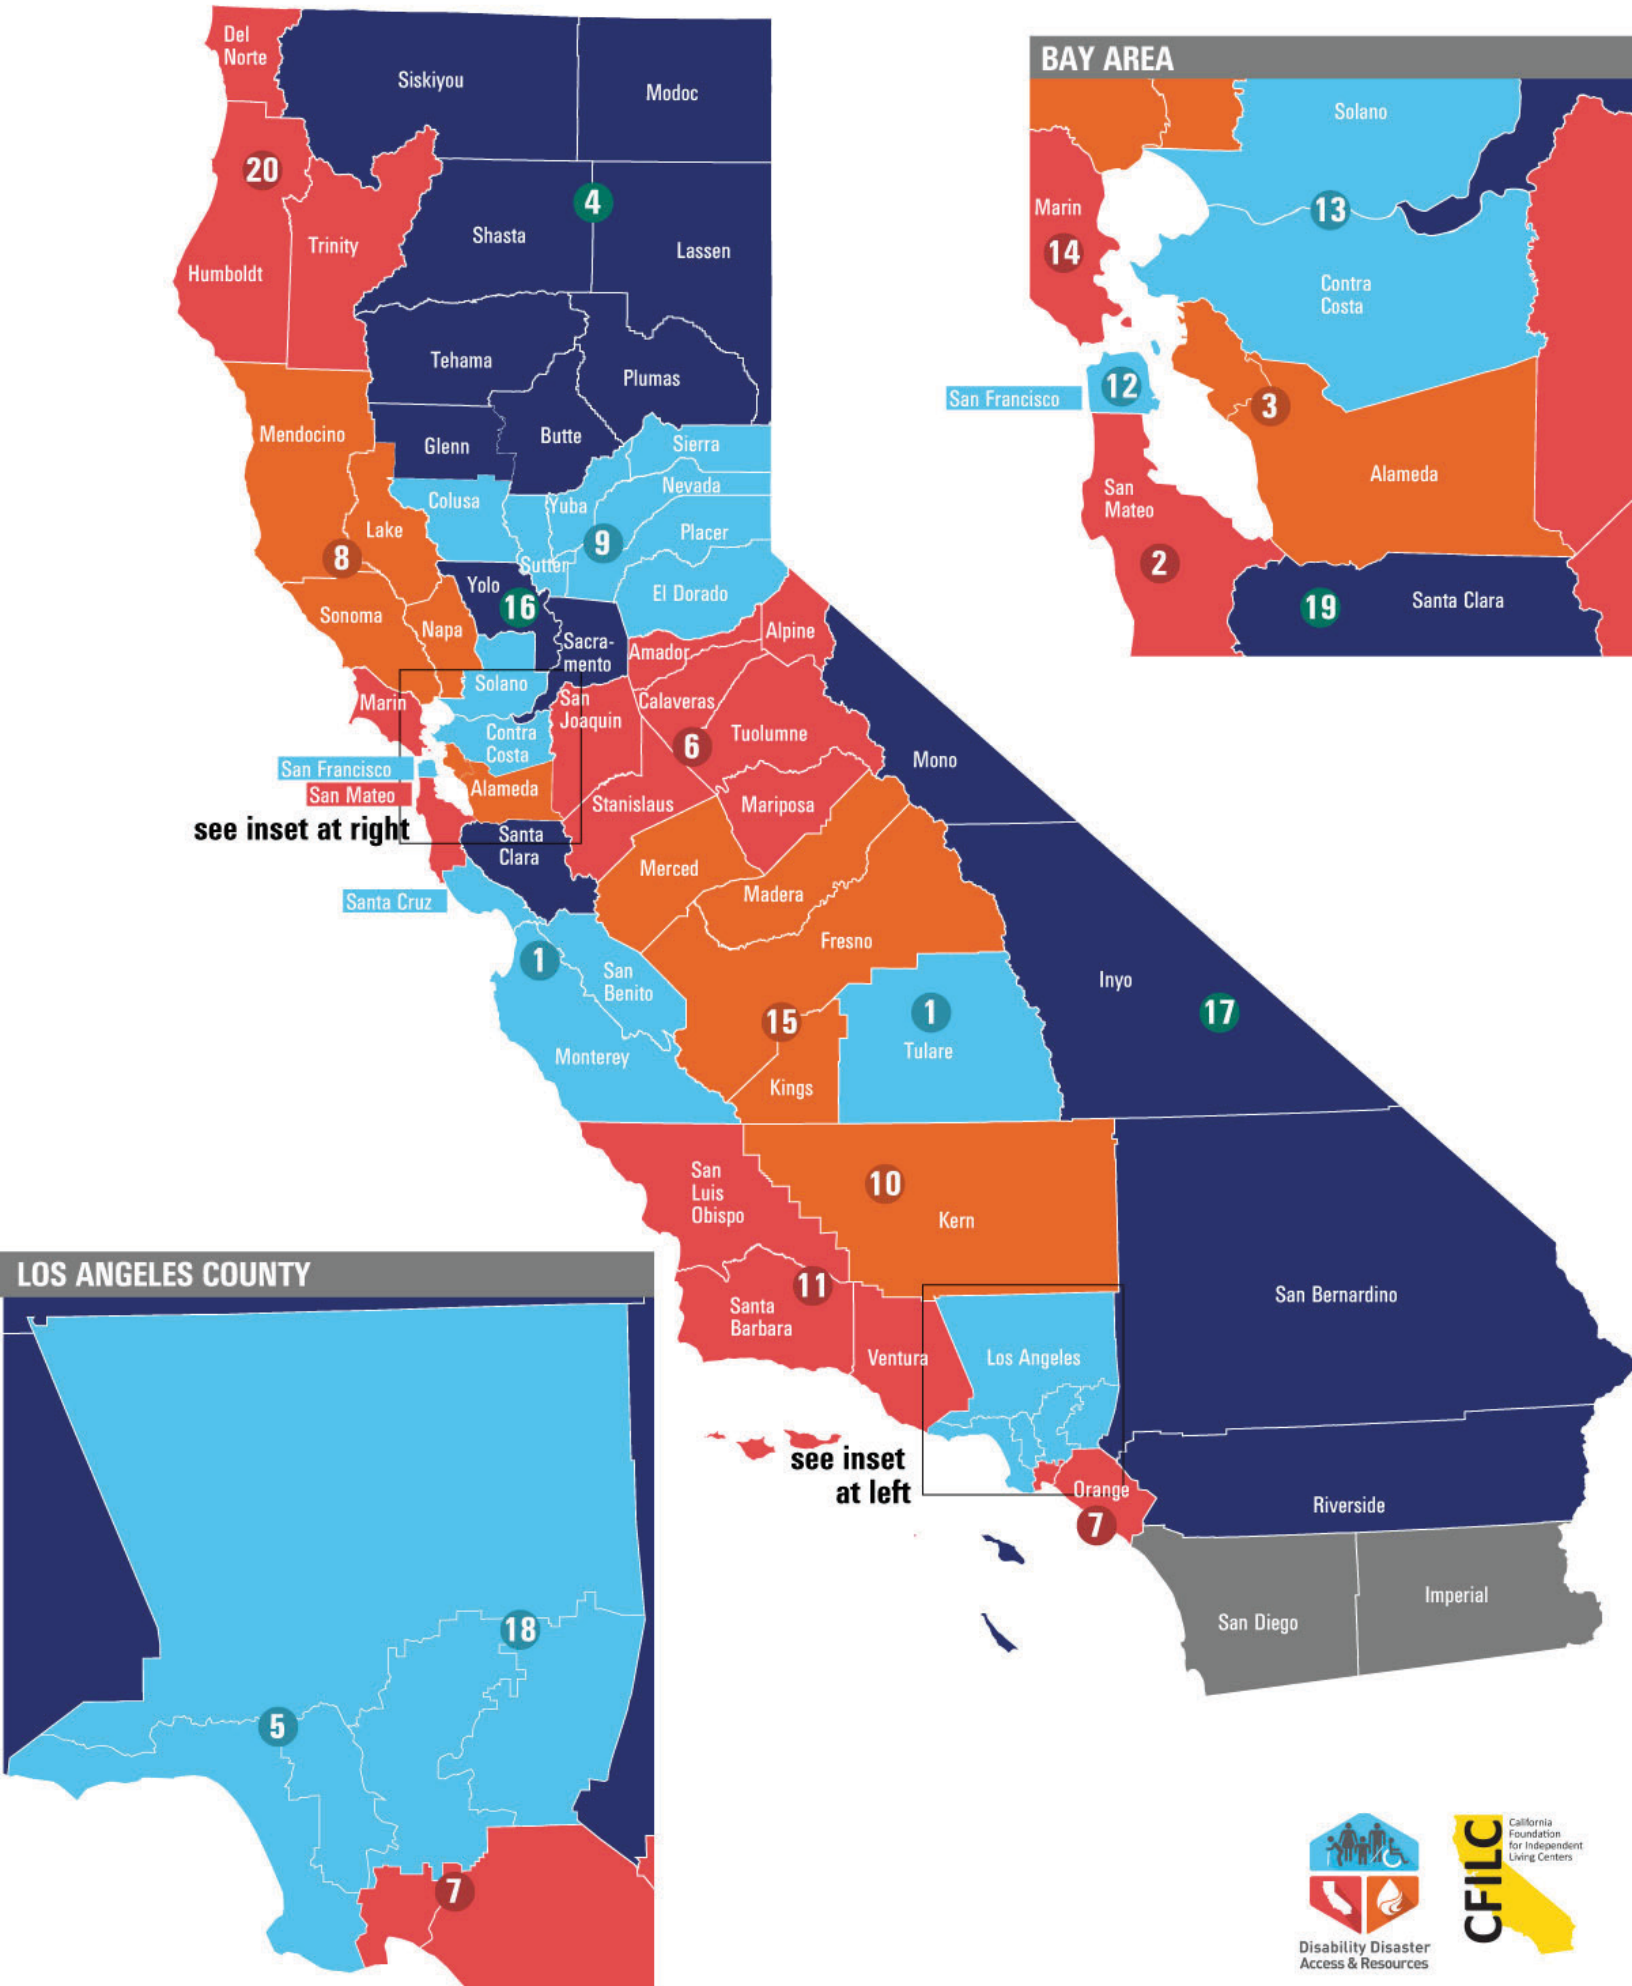 Del
Norte
Siskiyou
Modoc
20
4
Shasta
Lassen
Trinity
Humboldt
Tehama
Plumas
Mendocino
Glenn
Butte
Sierra
Nevada
Colusa
Yuba
Placer
Lake
9
8
Sutter
Yolo
El Dorado
16
Sonoma
Napa
Sacra-
mento
Amador
Alpine
Solano
Marin
San
Joaquin
Calaveras
Contra
Costa
Tuolumne
6
San Francisco
Mono
San Mateo
Alameda
Stanislaus
Mariposa
see inset at right
Santa
Clara
Merced
Santa Cruz
Madera
Fresno
1
San
Benito
Inyo
15
1
17
Tulare
Monterey
Kings
San
Luis
Obispo
10
Kern
11
Santa
Barbara
San Bernardino
Ventura
Los Angeles
see inset
at left
Orange
7
Riverside
San Diego
Imperial
BAY AREA
Solano
Marin
13
14
Contra
Costa
San Francisco
12
3
San
Mateo
Alameda
2
19
Santa Clara
LOS ANGELES COUNTY
18
5
7
Disability Disaster
Access & Resources
CFILC
California
Foundation
for Independent
Living Centers